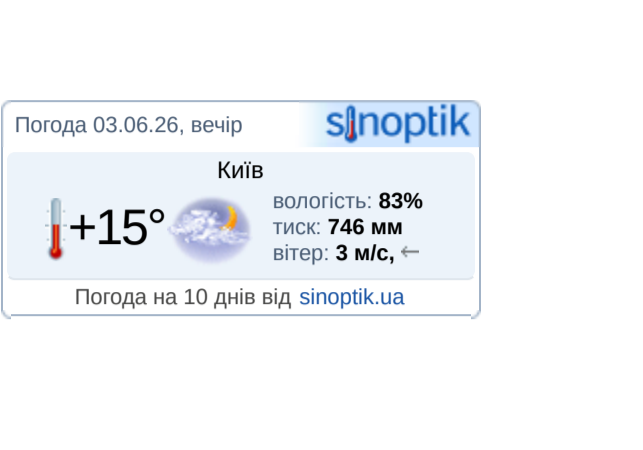 Погода 03.06.26, вечір
sinoptik
Київ
+15°
вологість: 83%
тиск: 746 мм
вітер: 3 м/с, ←
Погода на 10 днів від sinoptik.ua